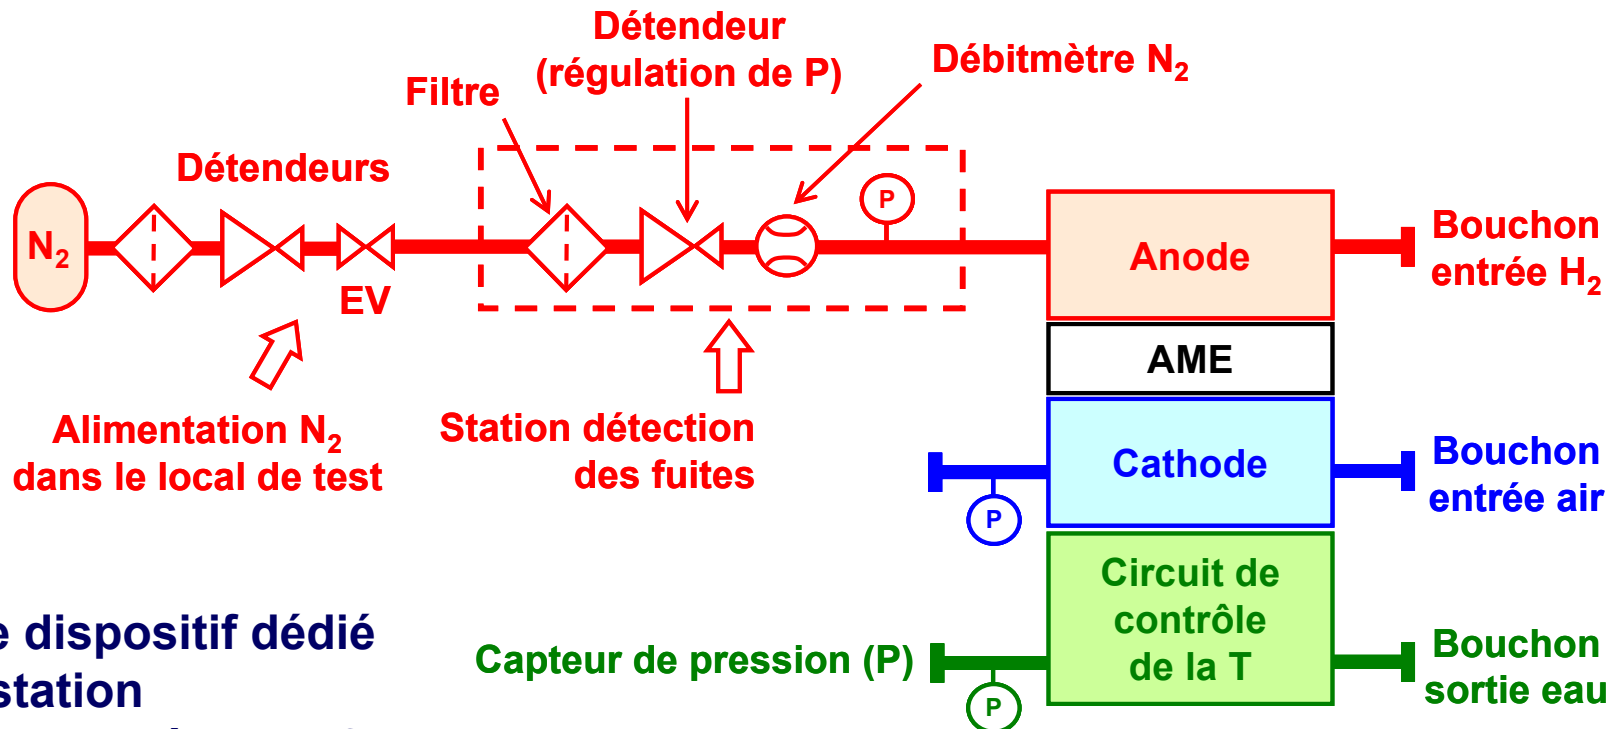 Détendeur
(régulation de P)
Débitmètre N₂
Filtre
Détendeurs
P
N₂
EV
Anode
Bouchon
entrée H₂
AME
Alimentation N₂
dans le local de test
Station détection
des fuites
Cathode
Bouchon
entrée air
P
Circuit de
contrôle
de la T
Capteur de pression (P)
P
Bouchon
sortie eau
e dispositif dédié
station